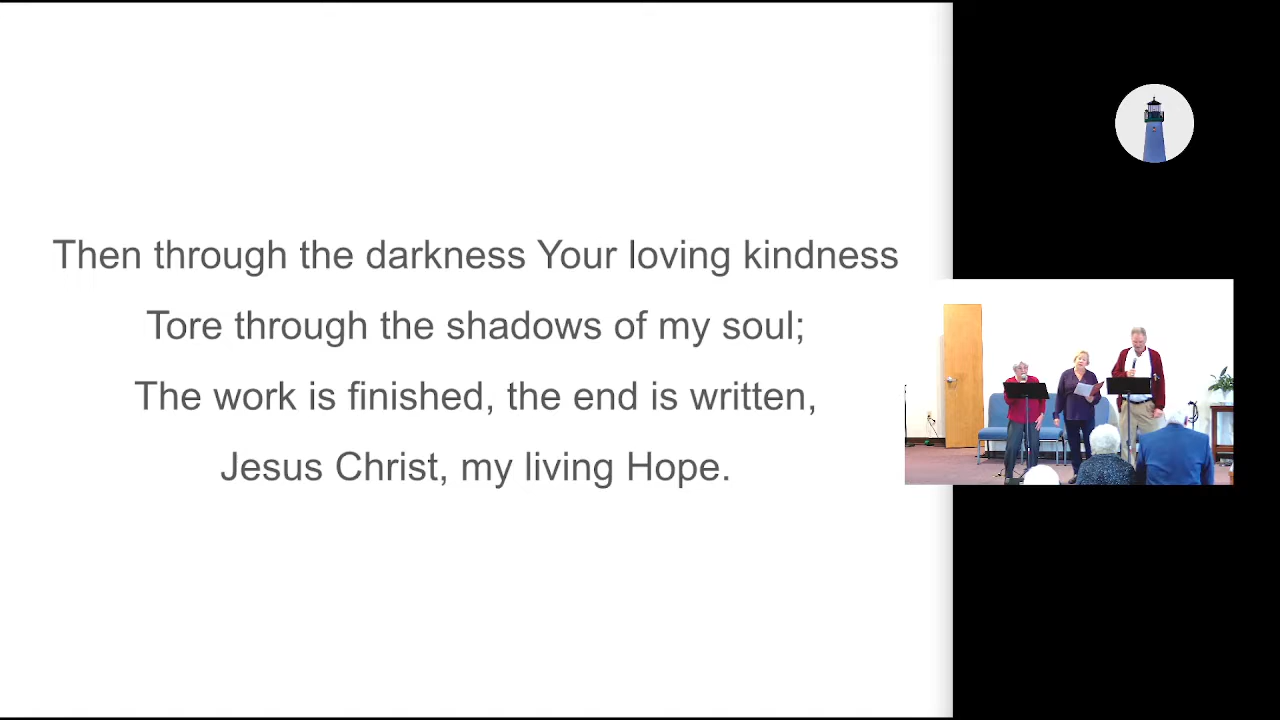 Then through the darkness Your loving kindness
Tore through the shadows of my soul;
The work is finished, the end is written,
Jesus Christ, my living Hope.